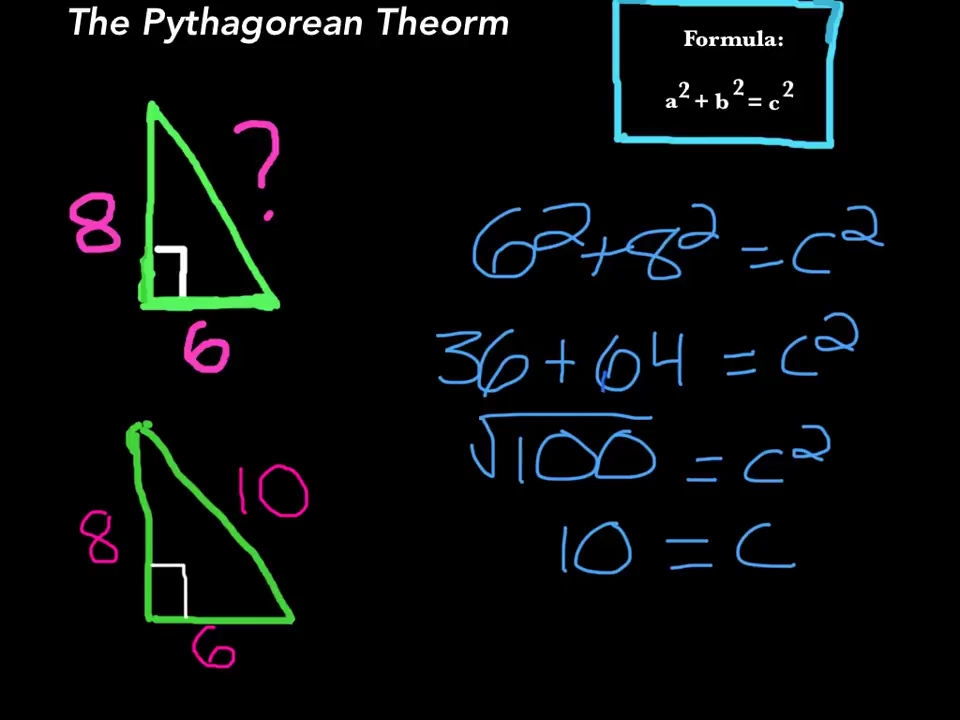 The Pythagorean Theorm
Formula:
a² + b² = c²
8
?
6
6² + 8² = c²
36 + 64 = c²
√100 = c²
10 = c
8
10
6